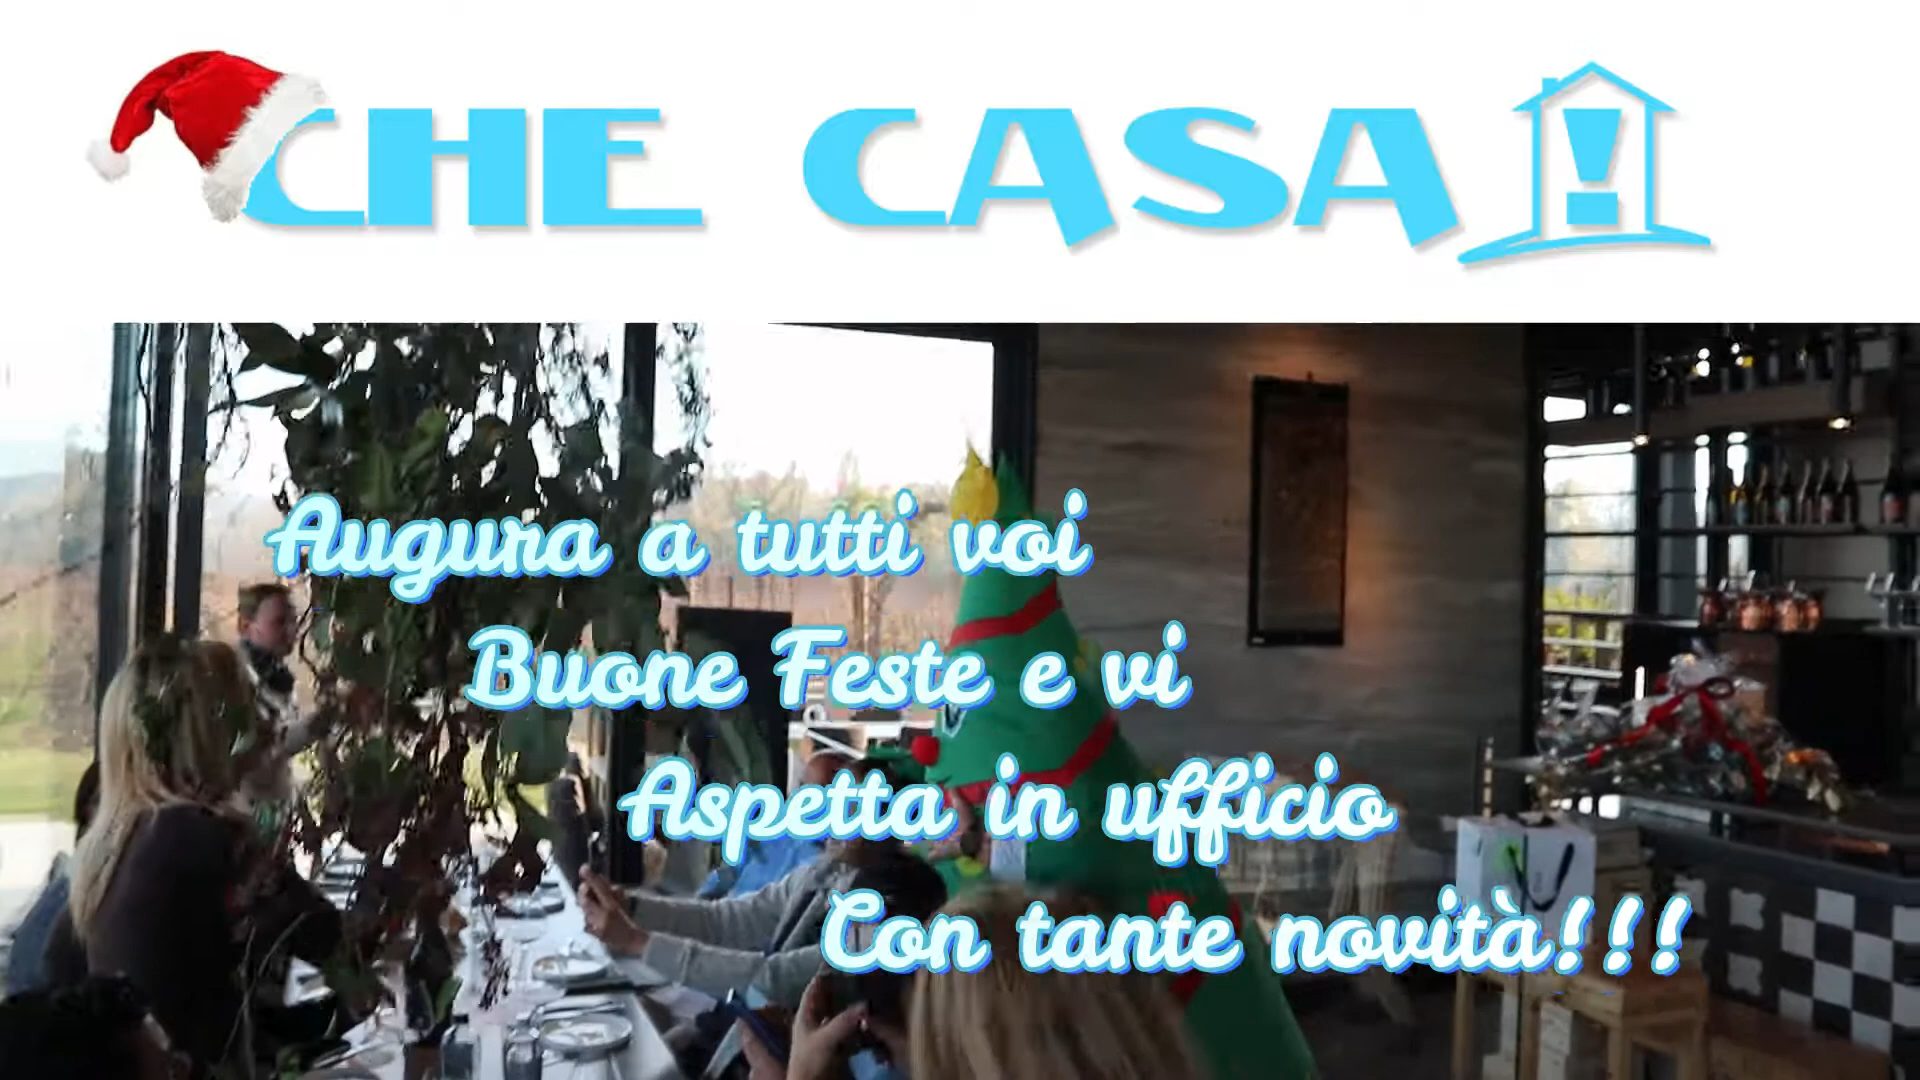 CHE CASA!
Augura a tutti voi
Buone Feste e vi
Aspetta in ufficio
Con tante novità!!!